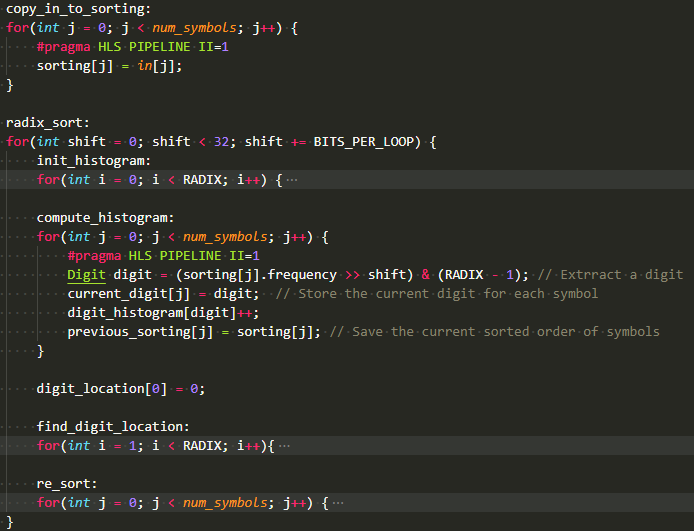 copy_in_to_sorting:
for(int j = 0; j < num_symbols; j++) {
    #pragma HLS PIPELINE II=1
    sorting[j] = in[j];
}

radix_sort:
for(int shift = 0; shift < 32; shift += BITS_PER_LOOP) {
    init_histogram:
    for(int i = 0; i < RADIX; i++) { ⋯

    compute_histogram:
    for(int j = 0; j < num_symbols; j++) {
        #pragma HLS PIPELINE II=1
        Digit digit = (sorting[j].frequency >> shift) & (RADIX - 1); // Extrract a digit
        current_digit[j] = digit;  // Store the current digit for each symbol
        digit_histogram[digit]++;
        previous_sorting[j] = sorting[j]; // Save the current sorted order of symbols
    }

    digit_location[0] = 0;

    find_digit_location:
    for(int i = 1; i < RADIX; i++){ ⋯

    re_sort:
    for(int j = 0; j < num_symbols; j++) { ⋯
}